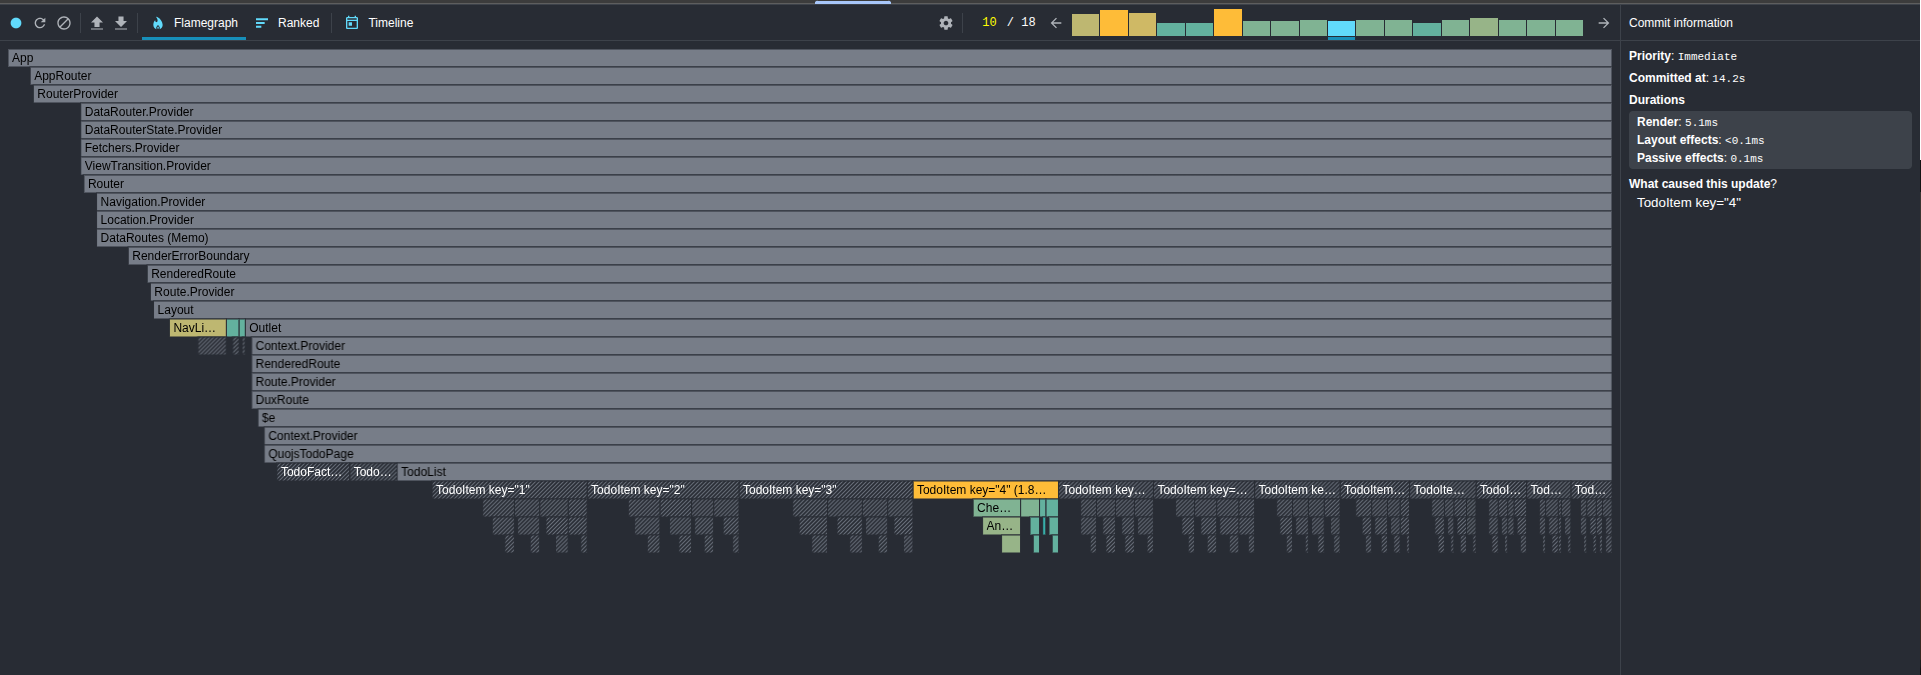 Flamegraph Ranked Timeline 10 / 18 Commit information
App
AppRouter
RouterProvider
DataRouter.Provider
DataRouterState.Provider
Fetchers.Provider
ViewTransition.Provider
Router
Navigation.Provider
Location.Provider
DataRoutes (Memo)
RenderErrorBoundary
RenderedRoute
Route.Provider
Layout
NavLi… Outlet
Context.Provider
RenderedRoute
Route.Provider
DuxRoute
$e
Context.Provider
QuojsTodoPage
TodoFact… Todo… TodoList
TodoItem key="1" TodoItem key="2" TodoItem key="3" TodoItem key="4" (1.8… TodoItem key… TodoItem key=… TodoItem ke… TodoItem… TodoIte… TodoI… Tod… Tod…
Che…
An…
Priority: Immediate
Committed at: 14.2s
Durations
Render: 5.1ms
Layout effects: <0.1ms
Passive effects: 0.1ms
What caused this update?
TodoItem key="4"